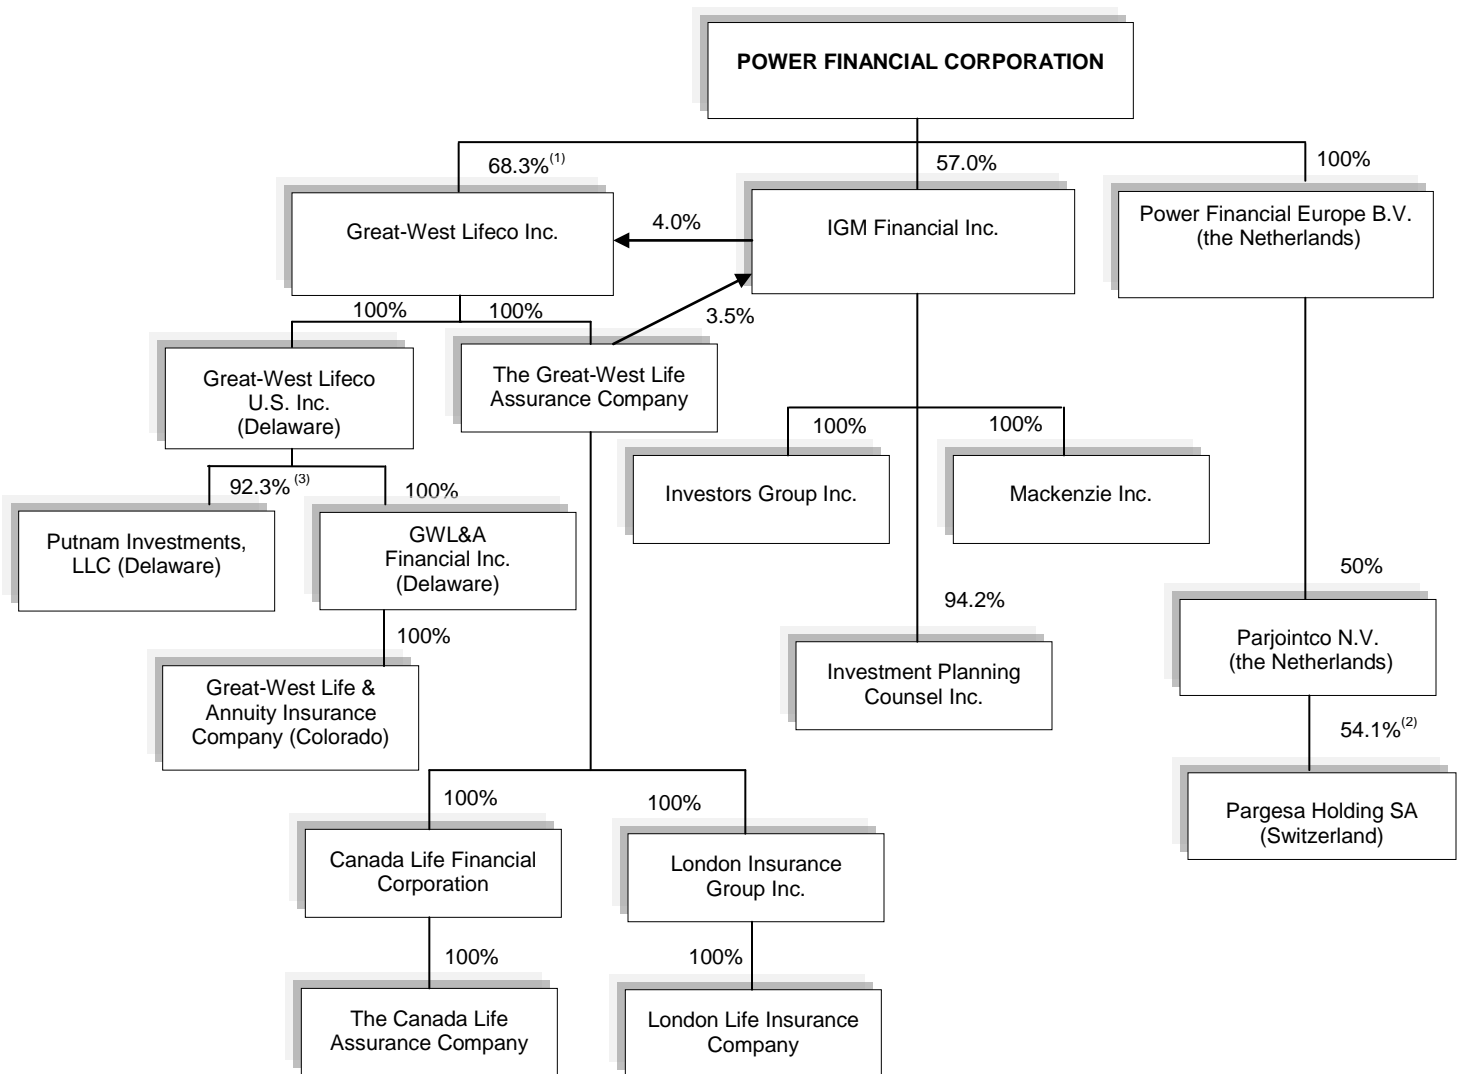 POWER FINANCIAL CORPORATION
68.3%(1)
57.0%
100%
Great-West Lifeco Inc.
4.0%
IGM Financial Inc.
Power Financial Europe B.V.
(the Netherlands)
100%
100%
3.5%
Great-West Lifeco
U.S. Inc.
(Delaware)
The Great-West Life
Assurance Company
100%
100%
92.3% (3)
100%
Investors Group Inc.
Mackenzie Inc.
Putnam Investments,
LLC (Delaware)
GWL&A
Financial Inc.
(Delaware)
50%
94.2%
100%
Parjointco N.V.
(the Netherlands)
Great-West Life &
Annuity Insurance
Company (Colorado)
Investment Planning
Counsel Inc.
54.1%(2)
100%
100%
Pargesa Holding SA
(Switzerland)
Canada Life Financial
Corporation
London Insurance
Group Inc.
100%
100%
The Canada Life
Assurance Company
London Life Insurance
Company